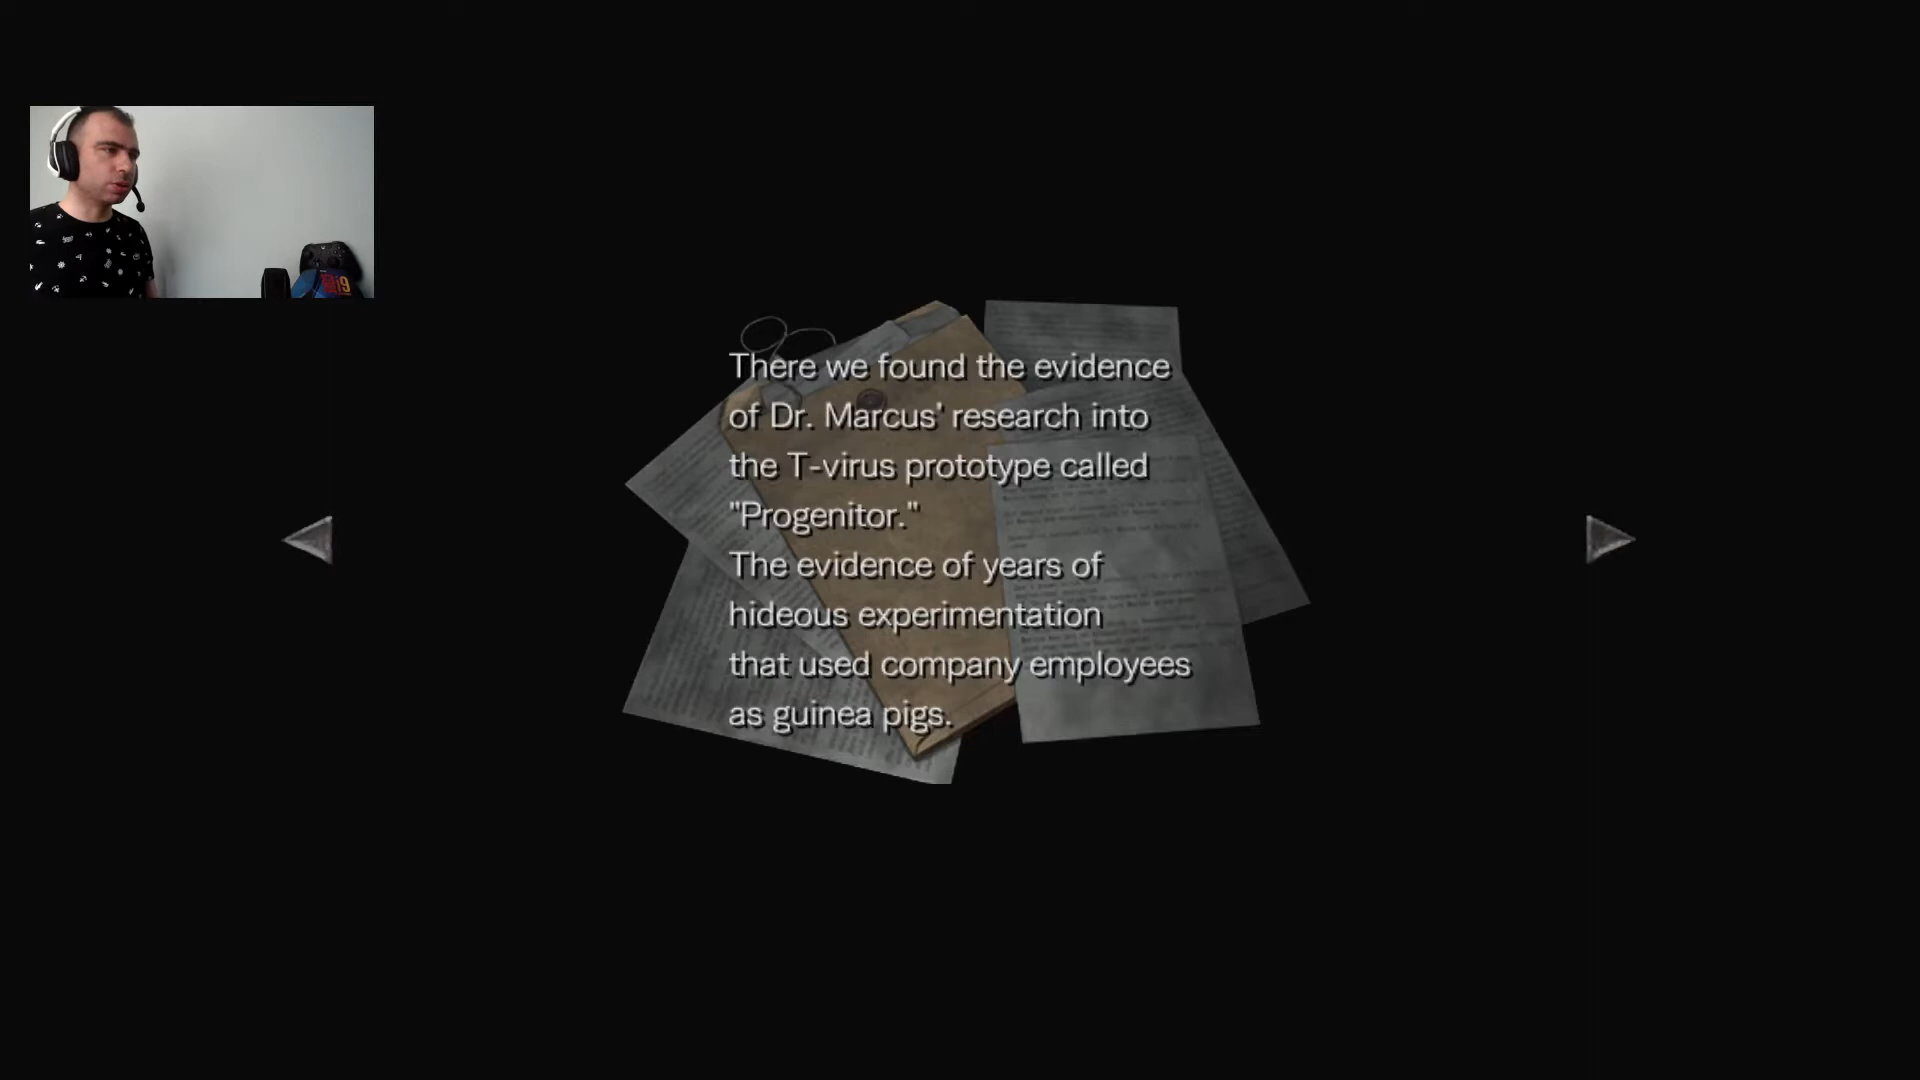 There we found the evidence
of Dr. Marcus' research into
the T-virus prototype called
"Progenitor."
The evidence of years of
hideous experimentation
that used company employees
as guinea pigs.
i9